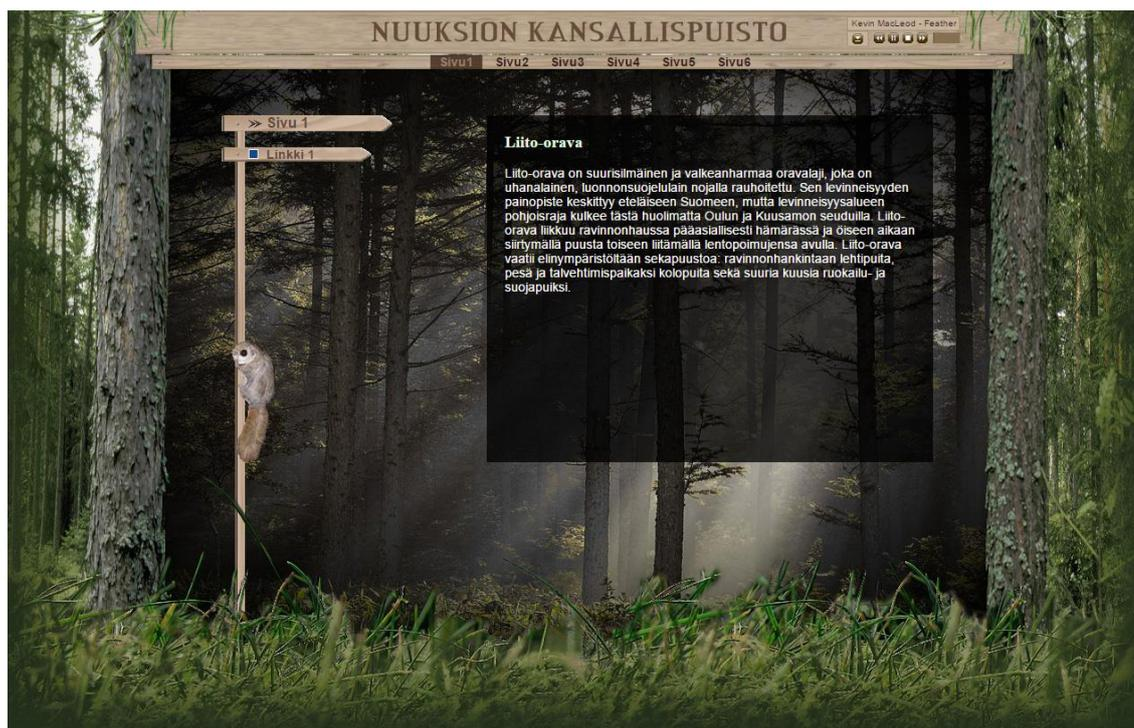 NUUKSION KANSALLISPUISTO
Kevin MacLeod - Feather
Sivu1 Sivu2 Sivu3 Sivu4 Sivu5 Sivu6
Sivu 1
Linkki 1
Liito-orava
Liito-orava on suurisilmäinen ja valkeanharmaa oravalaji, joka on
uhanalainen, luonnonsuojelulain nojalla rauhoitettu. Sen levinneisyyden
painopiste keskittyy eteläiseen Suomeen, mutta levinneisyysalueen
pohjoisraja kulkee tästä huolimatta Oulun ja Kuusamon seuduilla. Liito-
orava liikkuu ravinnonhaussa pääasiallisesti hämärässä ja öiseen aikaan
siirtymällä puusta toiseen liitämällä lentopoimujensa avulla. Liito-orava
vaatii elinympäristöltään sekapuustoa: ravinnonhankintaan lehtipuita,
pesä ja talvehtimispaikaksi kolopuita sekä suuria kuusia ruokailu- ja
suojapuiksi.